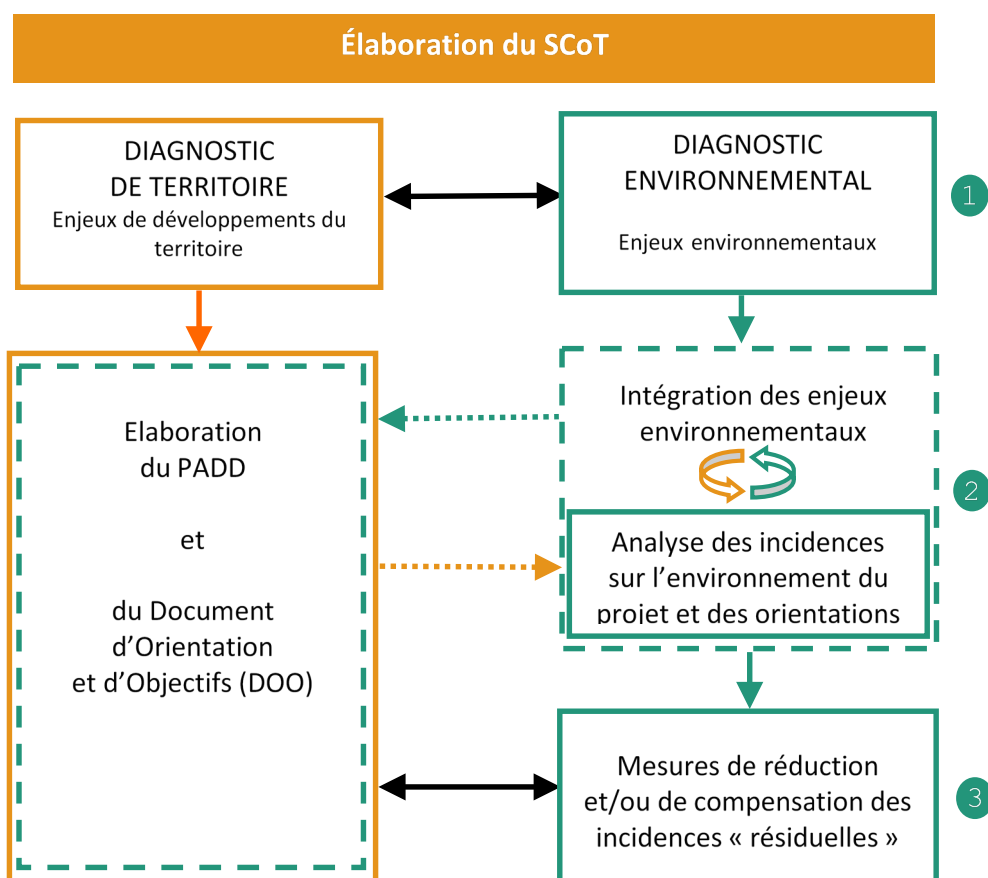 Élaboration du SCoT
DIAGNOSTIC
DE TERRITOIRE
Enjeux de développements du
territoire
DIAGNOSTIC
ENVIRONNEMENTAL
Enjeux environnementaux
1
Elaboration
du PADD
et
du Document
d’Orientation
et d’Objectifs (DOO)
Intégration des enjeux
environnementaux
Analyse des incidences
sur l’environnement du
projet et des orientations
2
Mesures de réduction
et/ou de compensation des
incidences « résiduelles »
3